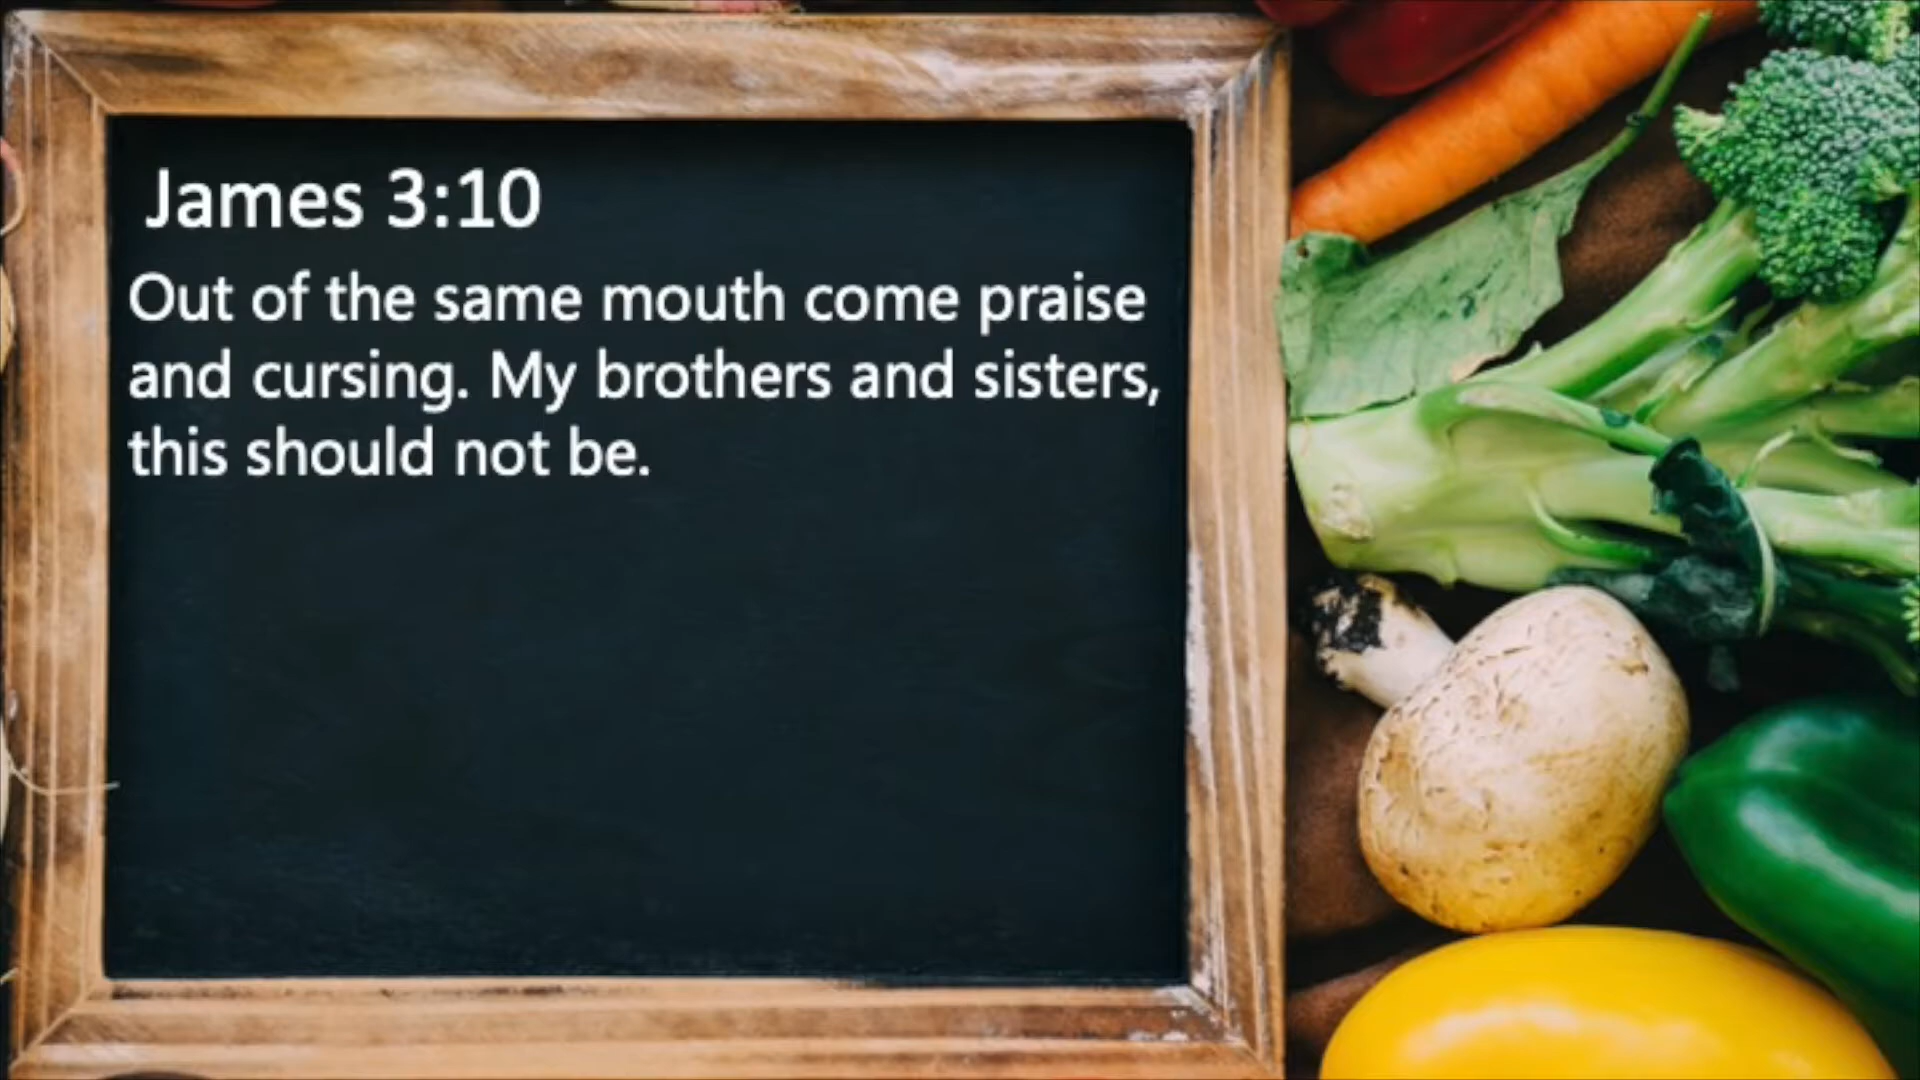 James 3:10
Out of the same mouth come praise
and cursing. My brothers and sisters,
this should not be.